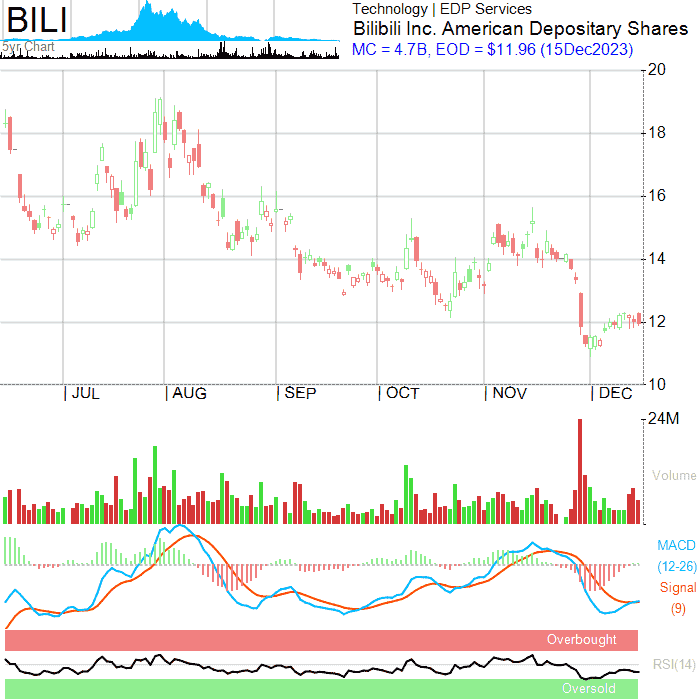 BILI
5yr Chart
Technology | EDP Services
Bilibili Inc. American Depositary Shares
MC = 4.7B, EOD = $11.96 (15Dec2023)
20
18
16
14
12
10
| JUL | AUG | SEP | OCT | NOV | DEC
24M
Volume
MACD
(12-26)
Signal
(9)
Overbought
RSI(14)
Oversold